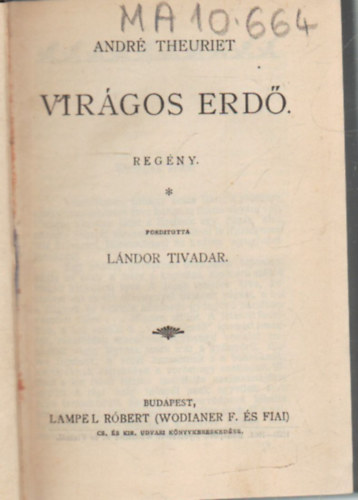 MA 10.664
ANDRÉ THEURIET
VIRÁGOS ERDŐ.
REGÉNY.
*
FORDITOTTA
LÁNDOR TIVADAR.
BUDAPEST,
LAMPEL RÓBERT (WODIANER F. ÉS FIAI)
CS. ÉS KIR. UDVARI KÖNYVKERESKEDÉSE.